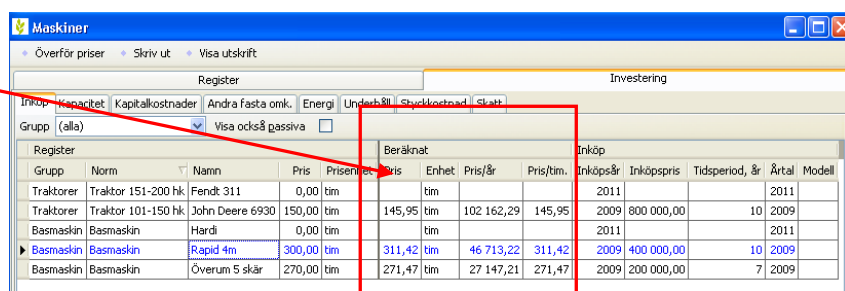 Maskiner
Överför priser Skriv ut Visa utskrift
Register Investering
Inköp Kapacitet Kapitalkostnader Andra fasta omk. Energi Underhåll Styckkostnad Skatt
Grupp (alla) Visa också passiva
Register Beräknat Inköp
Grupp Norm Namn Pris Prisenhet Pris Enhet Pris/år Pris/tim. Inköpsår Inköpspris Tidsperiod, år Årtal Modell
Traktorer Traktor 151-200 hk Fendt 311 0,00 tim tim 2011 2011
Traktorer Traktor 101-150 hk John Deere 6930 150,00 tim 145,95 tim 102 162,29 145,95 2009 800 000,00 10 2009
Basmaskin Basmaskin Hardi 0,00 tim tim 2011 2011
Basmaskin Basmaskin Rapid 4m 300,00 tim 311,42 tim 46 713,22 311,42 2009 400 000,00 10 2009
Basmaskin Basmaskin Överum 5 skär 270,00 tim 271,47 tim 27 147,21 271,47 2009 200 000,00 7 2009